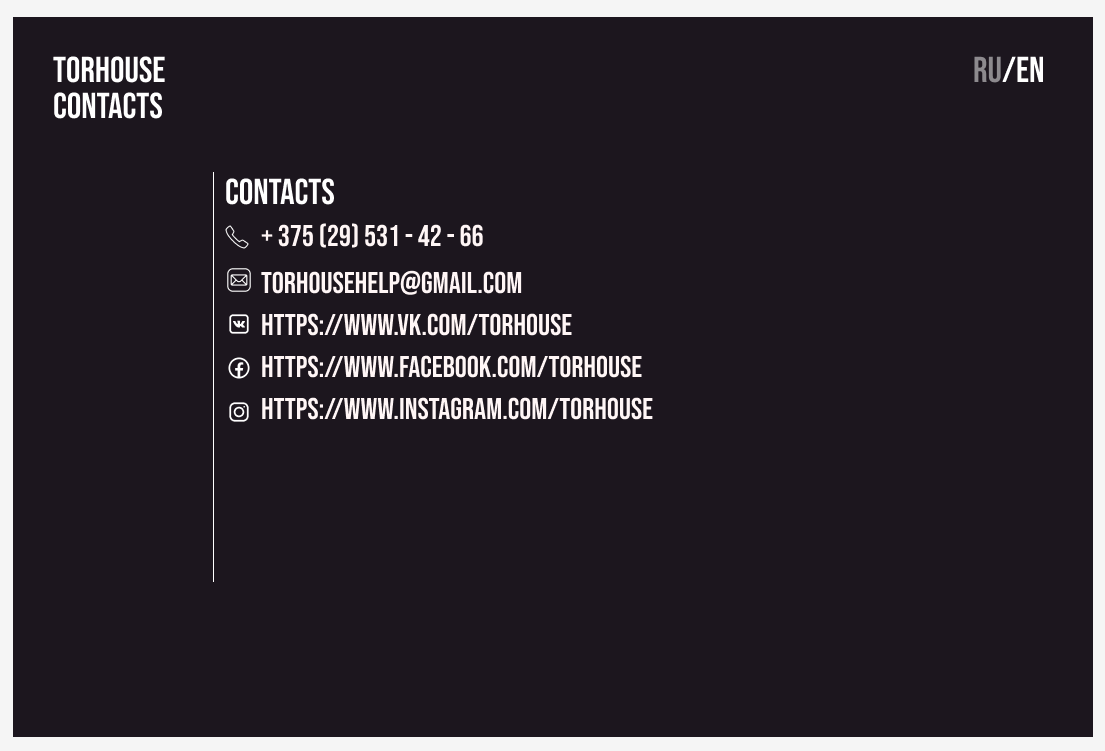 TORHOUSE
CONTACTS
RU/EN
CONTACTS
+ 375 (29) 531 - 42 - 66
TORHOUSEHELP@GMAIL.COM
HTTPS://WWW.VK.COM/TORHOUSE
HTTPS://WWW.FACEBOOK.COM/TORHOUSE
HTTPS://WWW.INSTAGRAM.COM/TORHOUSE